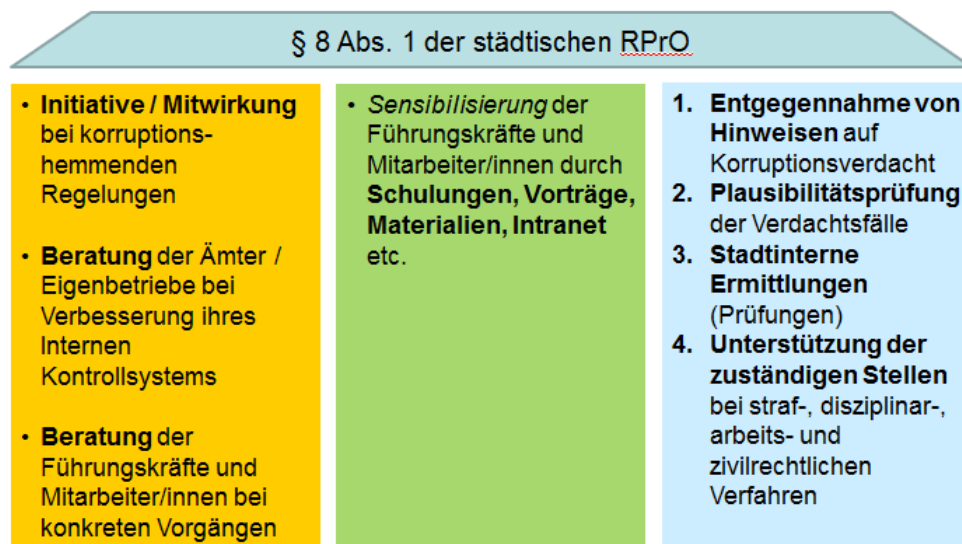 § 8 Abs. 1 der städtischen RPrO
• Initiative / Mitwirkung
bei korruptions-
hemmenden
Regelungen
• Beratung der Ämter /
Eigenbetriebe bei
Verbesserung ihres
Internen
Kontrollsystems
• Beratung der
Führungskräfte und
Mitarbeiter/innen bei
konkreten Vorgängen
• Sensibilisierung der
Führungskräfte und
Mitarbeiter/innen durch
Schulungen, Vorträge,
Materialien, Intranet
etc.
1. Entgegennahme von
Hinweisen auf
Korruptionsverdacht
2. Plausibilitätsprüfung
der Verdachtsfälle
3. Stadtinterne
Ermittlungen
(Prüfungen)
4. Unterstützung der
zuständigen Stellen
bei straf-, disziplinar-,
arbeits- und
zivilrechtlichen
Verfahren